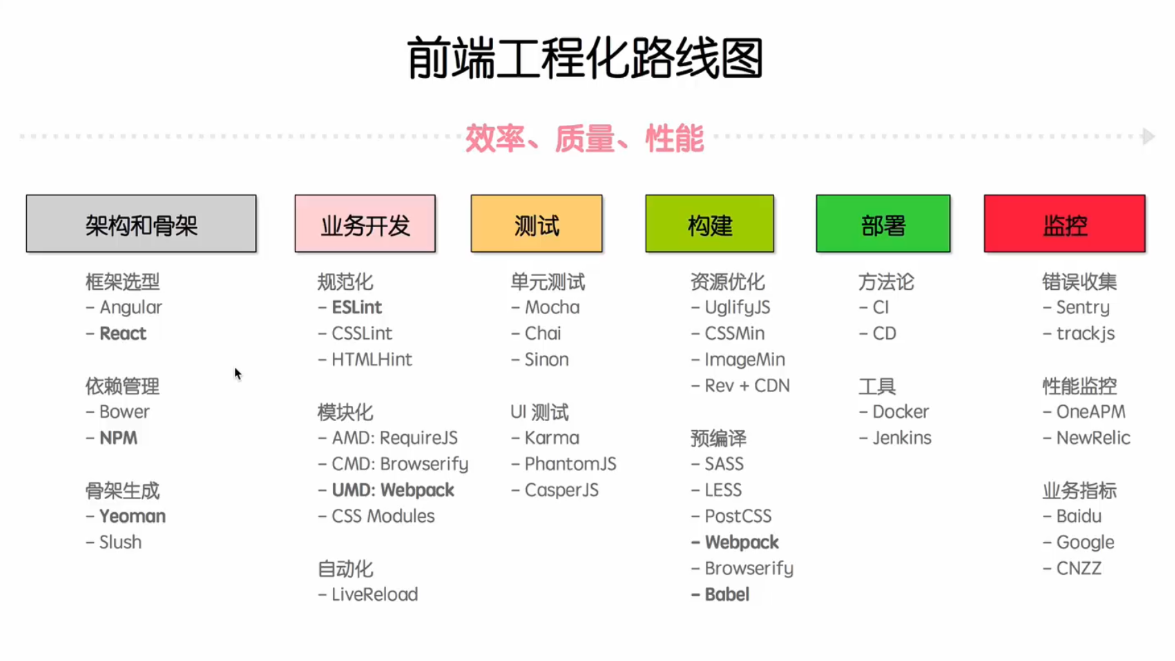 前端工程化路线图
效率、质量、性能
架构和骨架
框架选型
– Angular
– React
依赖管理
– Bower
– NPM
骨架生成
– Yeoman
– Slush
业务开发
规范化
– ESLint
– CSSLint
– HTMLHint
模块化
– AMD: RequireJS
– CMD: Browserify
– UMD: Webpack
– CSS Modules
自动化
– LiveReload
测试
单元测试
– Mocha
– Chai
– Sinon
UI 测试
– Karma
– PhantomJS
– CasperJS
构建
资源优化
– UglifyJS
– CSSMin
– ImageMin
– Rev + CDN
预编译
– SASS
– LESS
– PostCSS
– Webpack
– Browserify
– Babel
部署
方法论
– CI
– CD
工具
– Docker
– Jenkins
监控
错误收集
– Sentry
– trackjs
性能监控
– OneAPM
– NewRelic
业务指标
– Baidu
– Google
– CNZZ